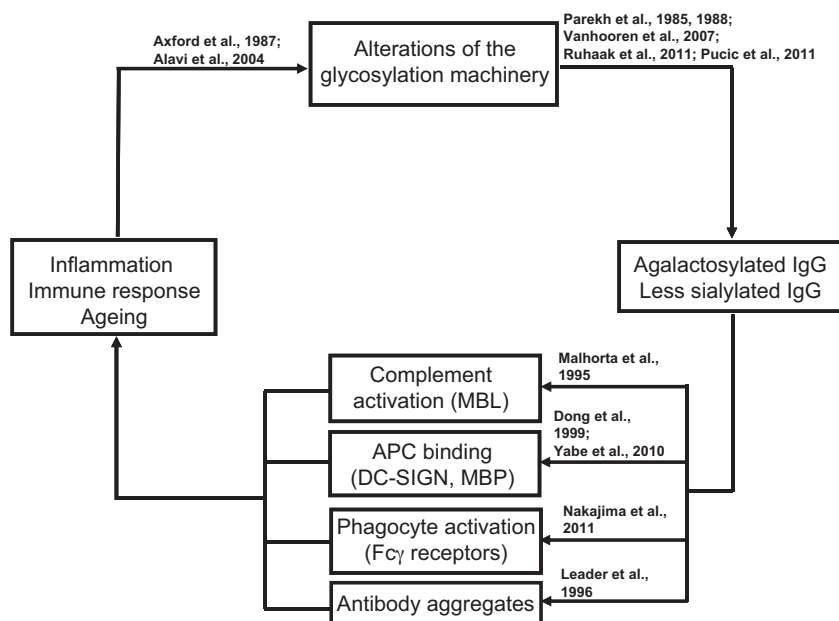 Axford et al., 1987;
Alavi et al., 2004
Alterations of the
glycosylation machinery
Parekh et al., 1985, 1988;
Vanhooren et al., 2007;
Ruhaak et al., 2011; Pucic et al., 2011
Inflammation
Immune response
Ageing
Agalactosylated IgG
Less sialylated IgG
Complement
activation (MBL)
Malhorta et al.,
1995
APC binding
(DC-SIGN, MBP)
Dong et al.,
1999;
Yabe et al., 2010
Phagocyte activation
(Fcγ receptors)
Nakajima et al.,
2011
Antibody aggregates
Leader et al.,
1996